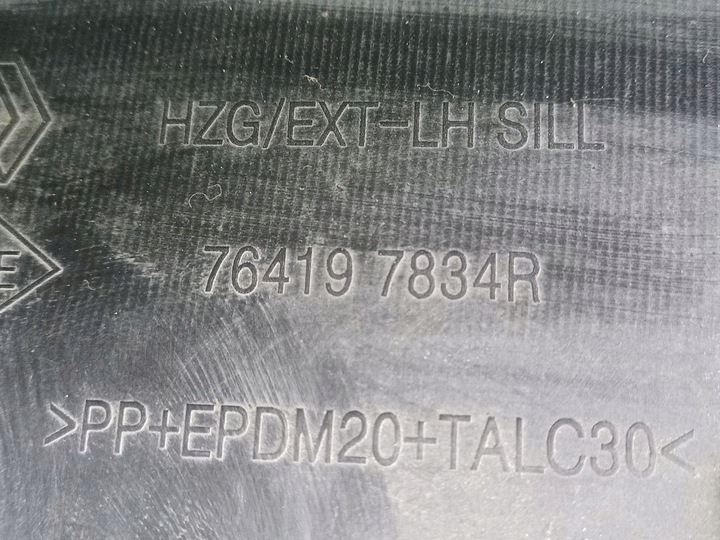 HZG/EXT-LH SILL
76419 7834R
>PP+EPDM20+TALC30<